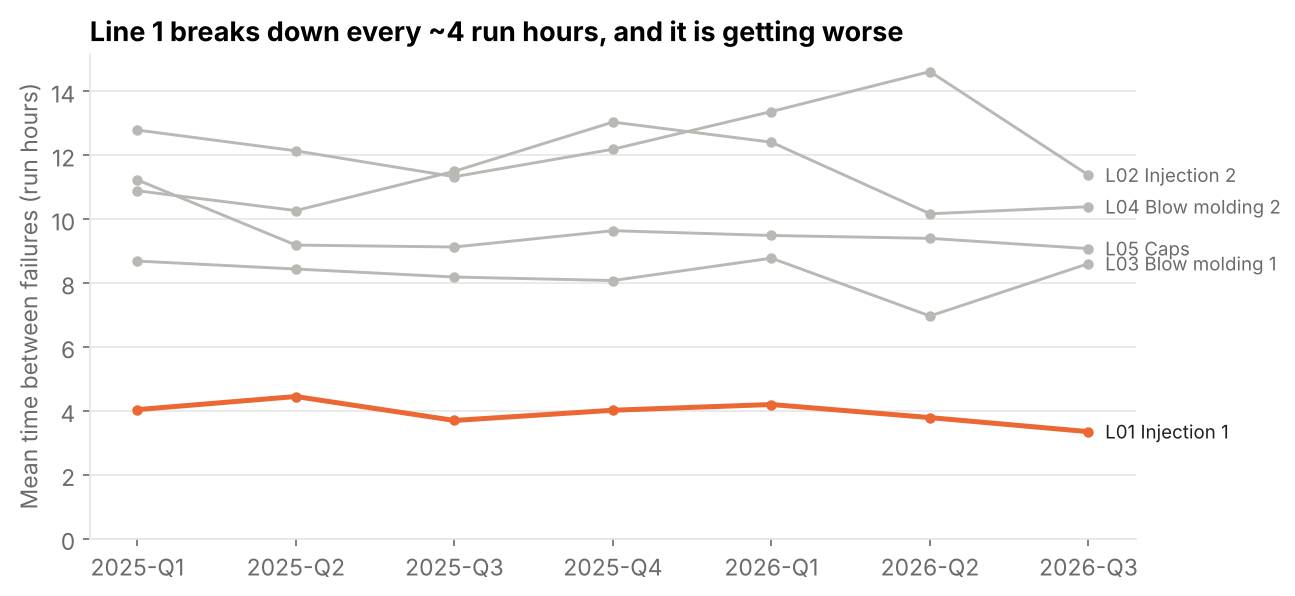 Line 1 breaks down every ~4 run hours, and it is getting worse
Mean time between failures (run hours)
14
12
10
8
6
4
2
0
2025-Q1
2025-Q2
2025-Q3
2025-Q4
2026-Q1
2026-Q2
2026-Q3
L02 Injection 2
L04 Blow molding 2
L05 Caps
L03 Blow molding 1
L01 Injection 1